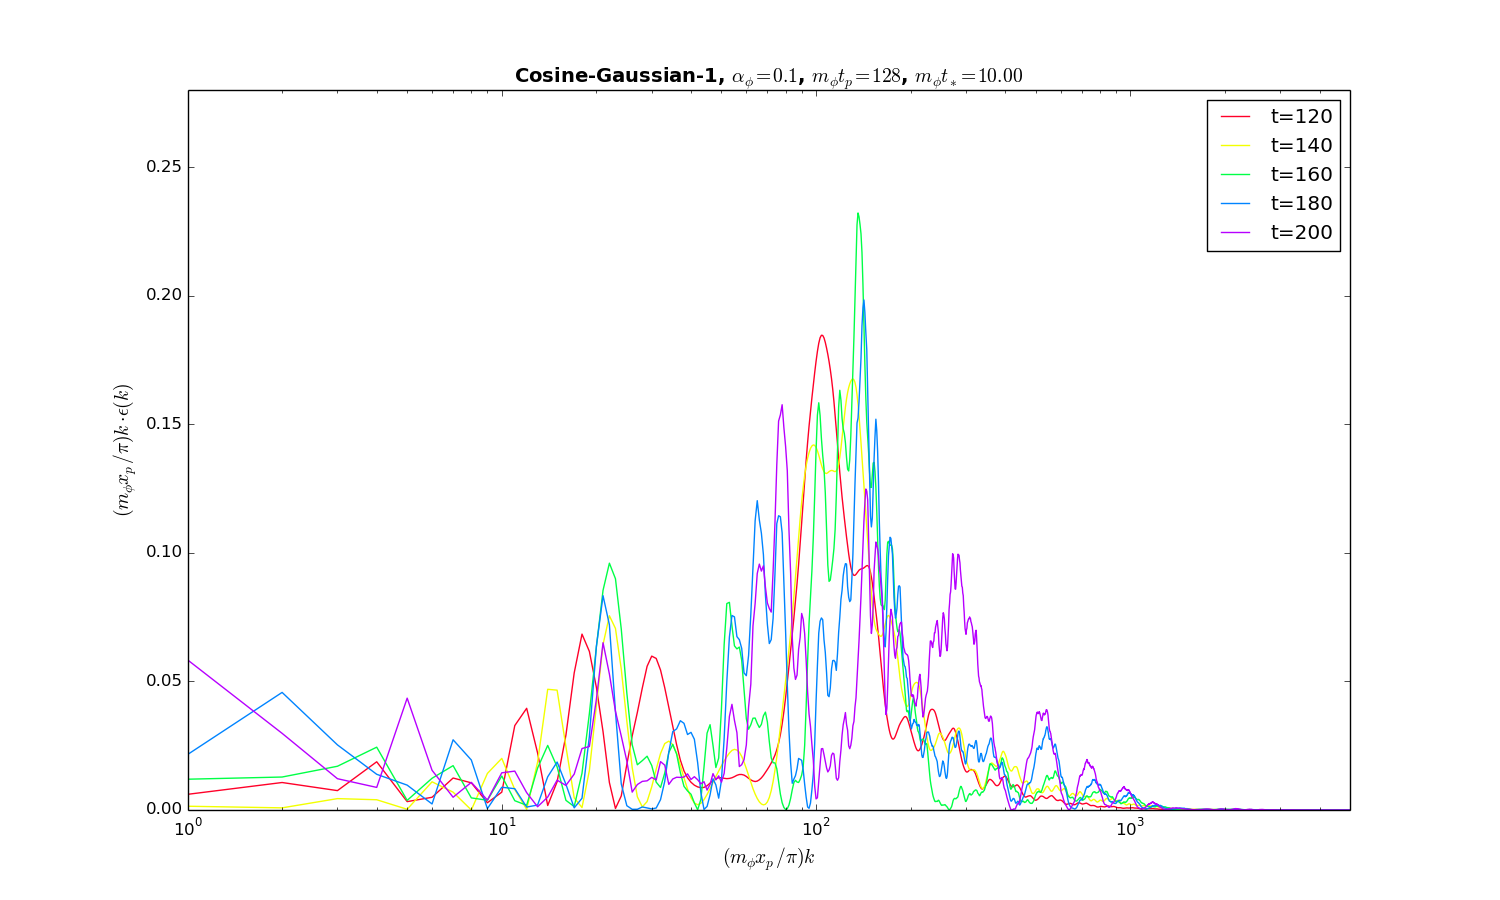 Cosine-Gaussian-1, $\alpha_\phi = 0.1$, $m_\phi t_p = 128$, $m_\phi t_* = 10.00$
t=120
t=140
t=160
t=180
t=200
0.25
0.20
0.15
0.10
0.05
0.00
$(m_\phi x_p/\pi)k \cdot \epsilon(k)$
$10^0$ $10^1$ $10^2$ $10^3$
$(m_\phi x_p/\pi)k$